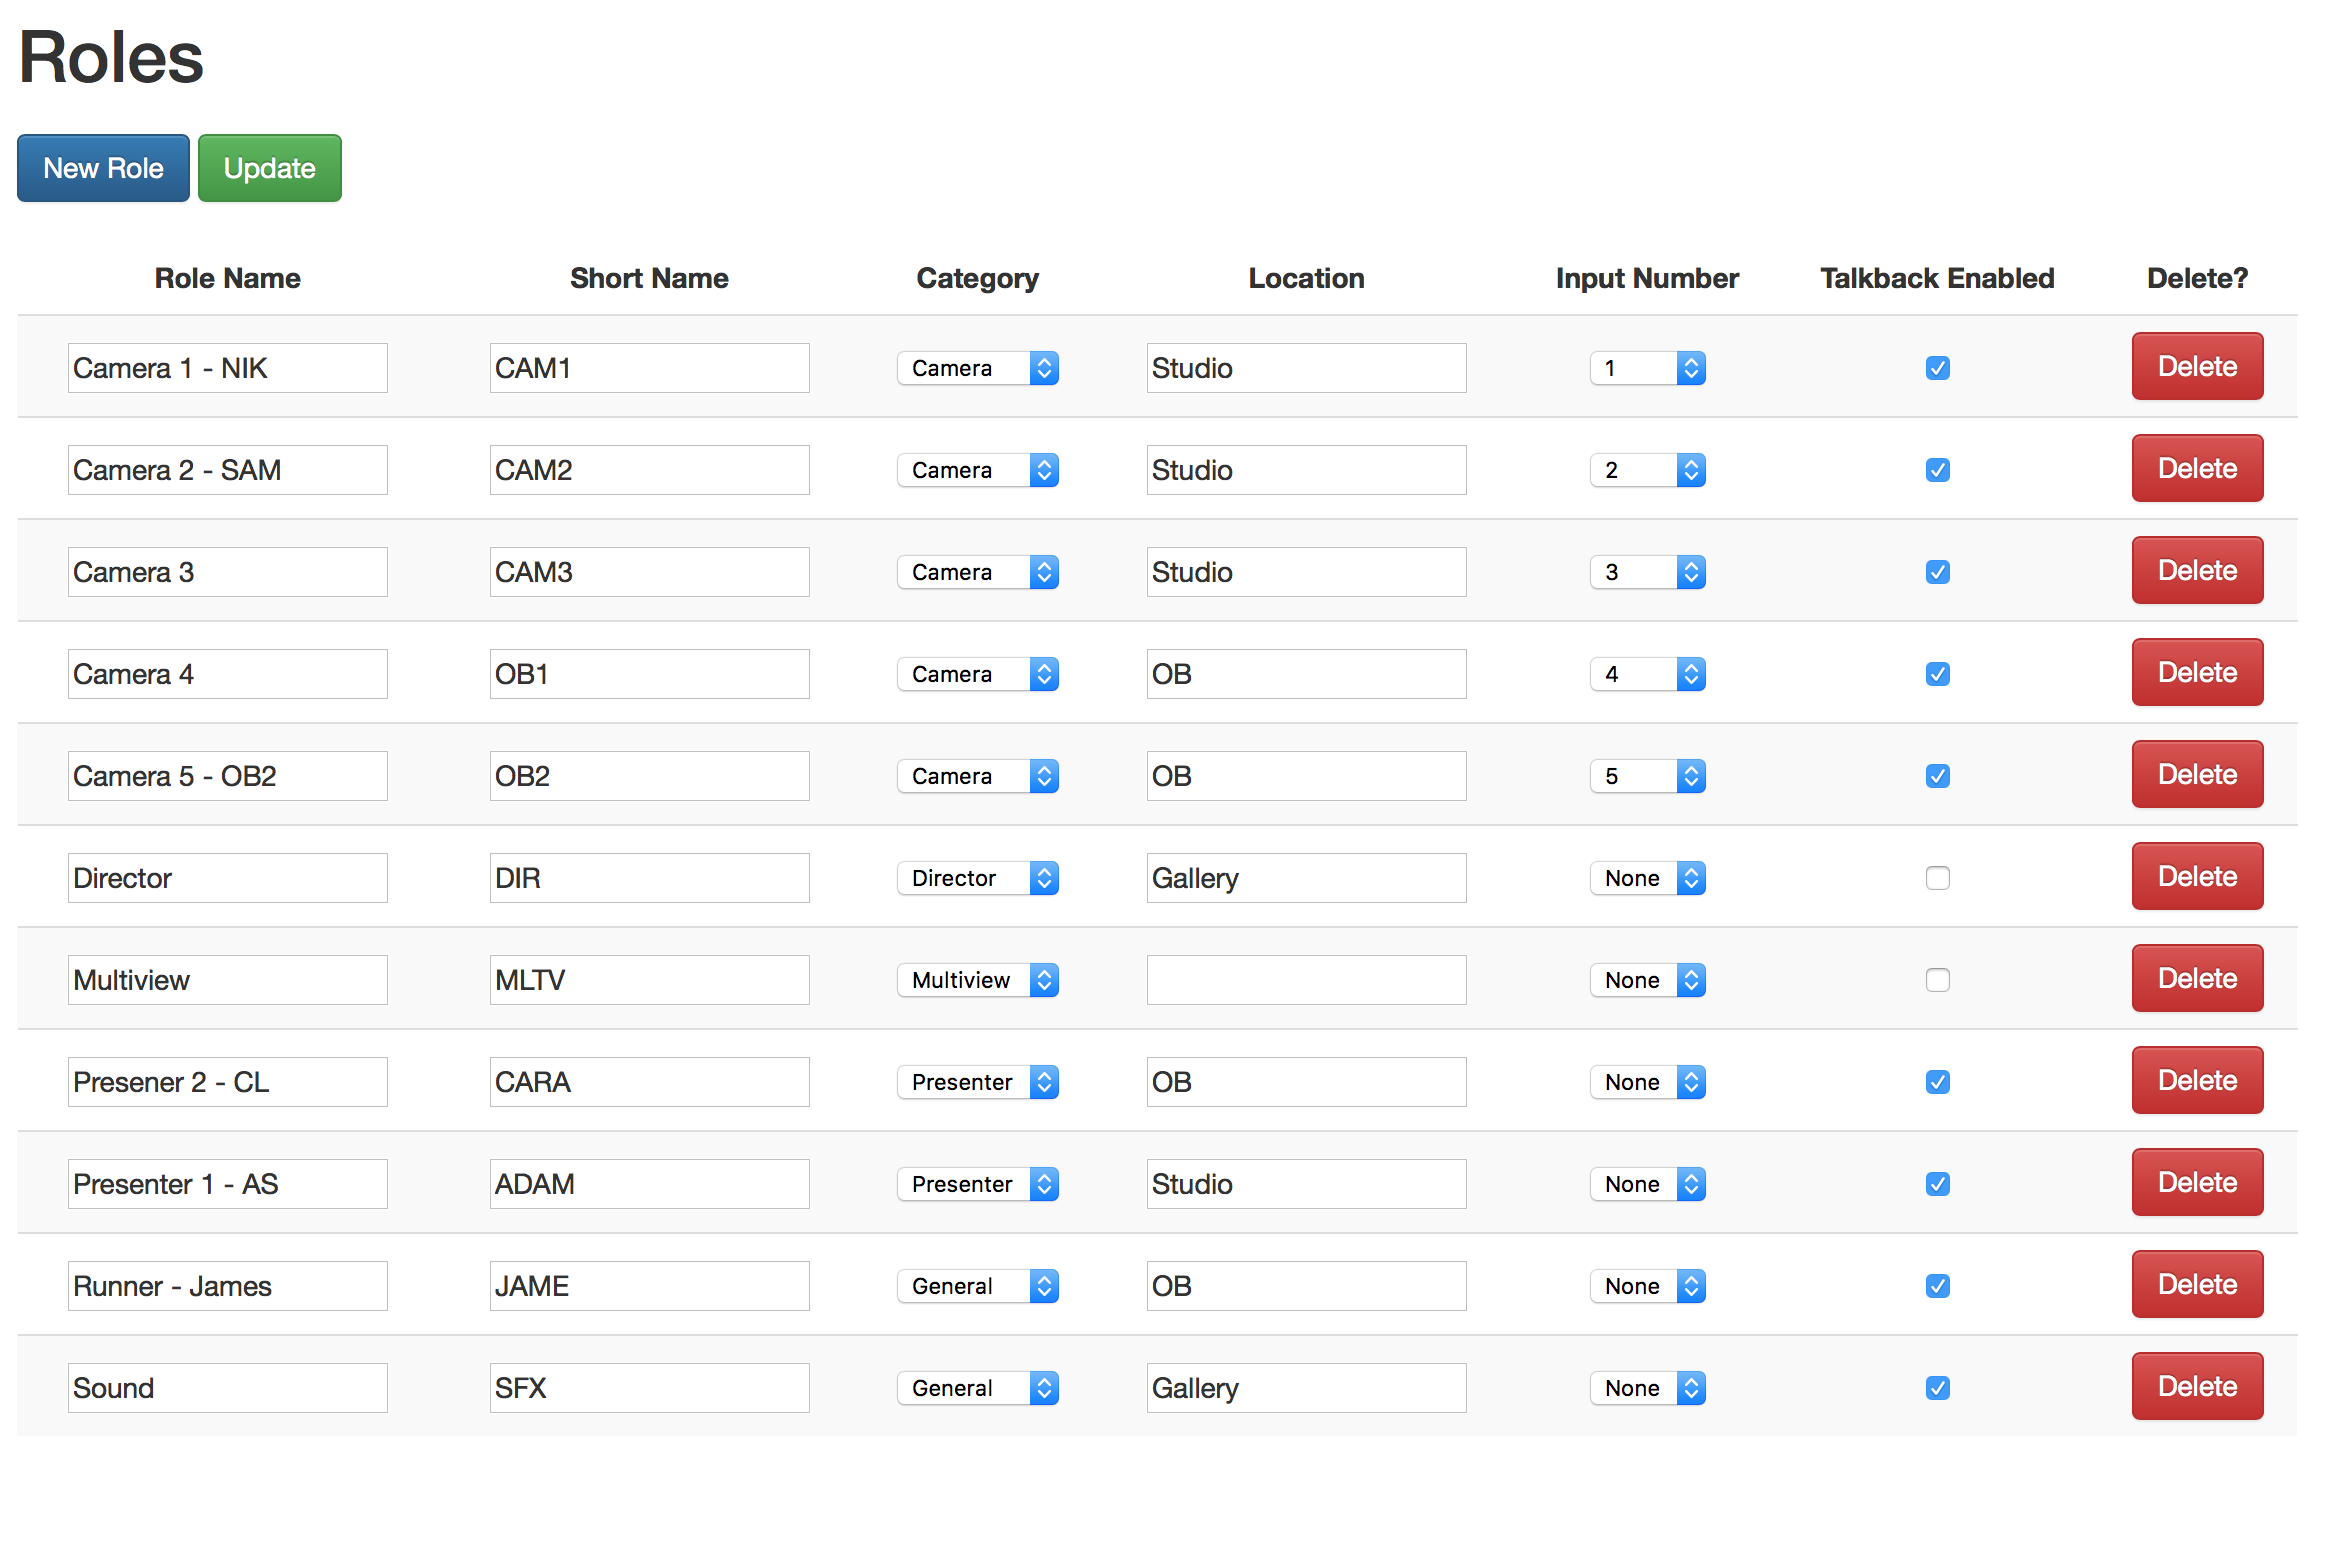 Roles
New Role Update
Role Name Short Name Category Location Input Number Talkback Enabled Delete?
Camera 1 - NIK CAM1 Camera Studio 1 Delete
Camera 2 - SAM CAM2 Camera Studio 2 Delete
Camera 3 CAM3 Camera Studio 3 Delete
Camera 4 OB1 Camera OB 4 Delete
Camera 5 - OB2 OB2 Camera OB 5 Delete
Director DIR Director Gallery None Delete
Multiview MLTV Multiview None Delete
Presener 2 - CL CARA Presenter OB None Delete
Presenter 1 - AS ADAM Presenter Studio None Delete
Runner - James JAME General OB None Delete
Sound SFX General Gallery None Delete